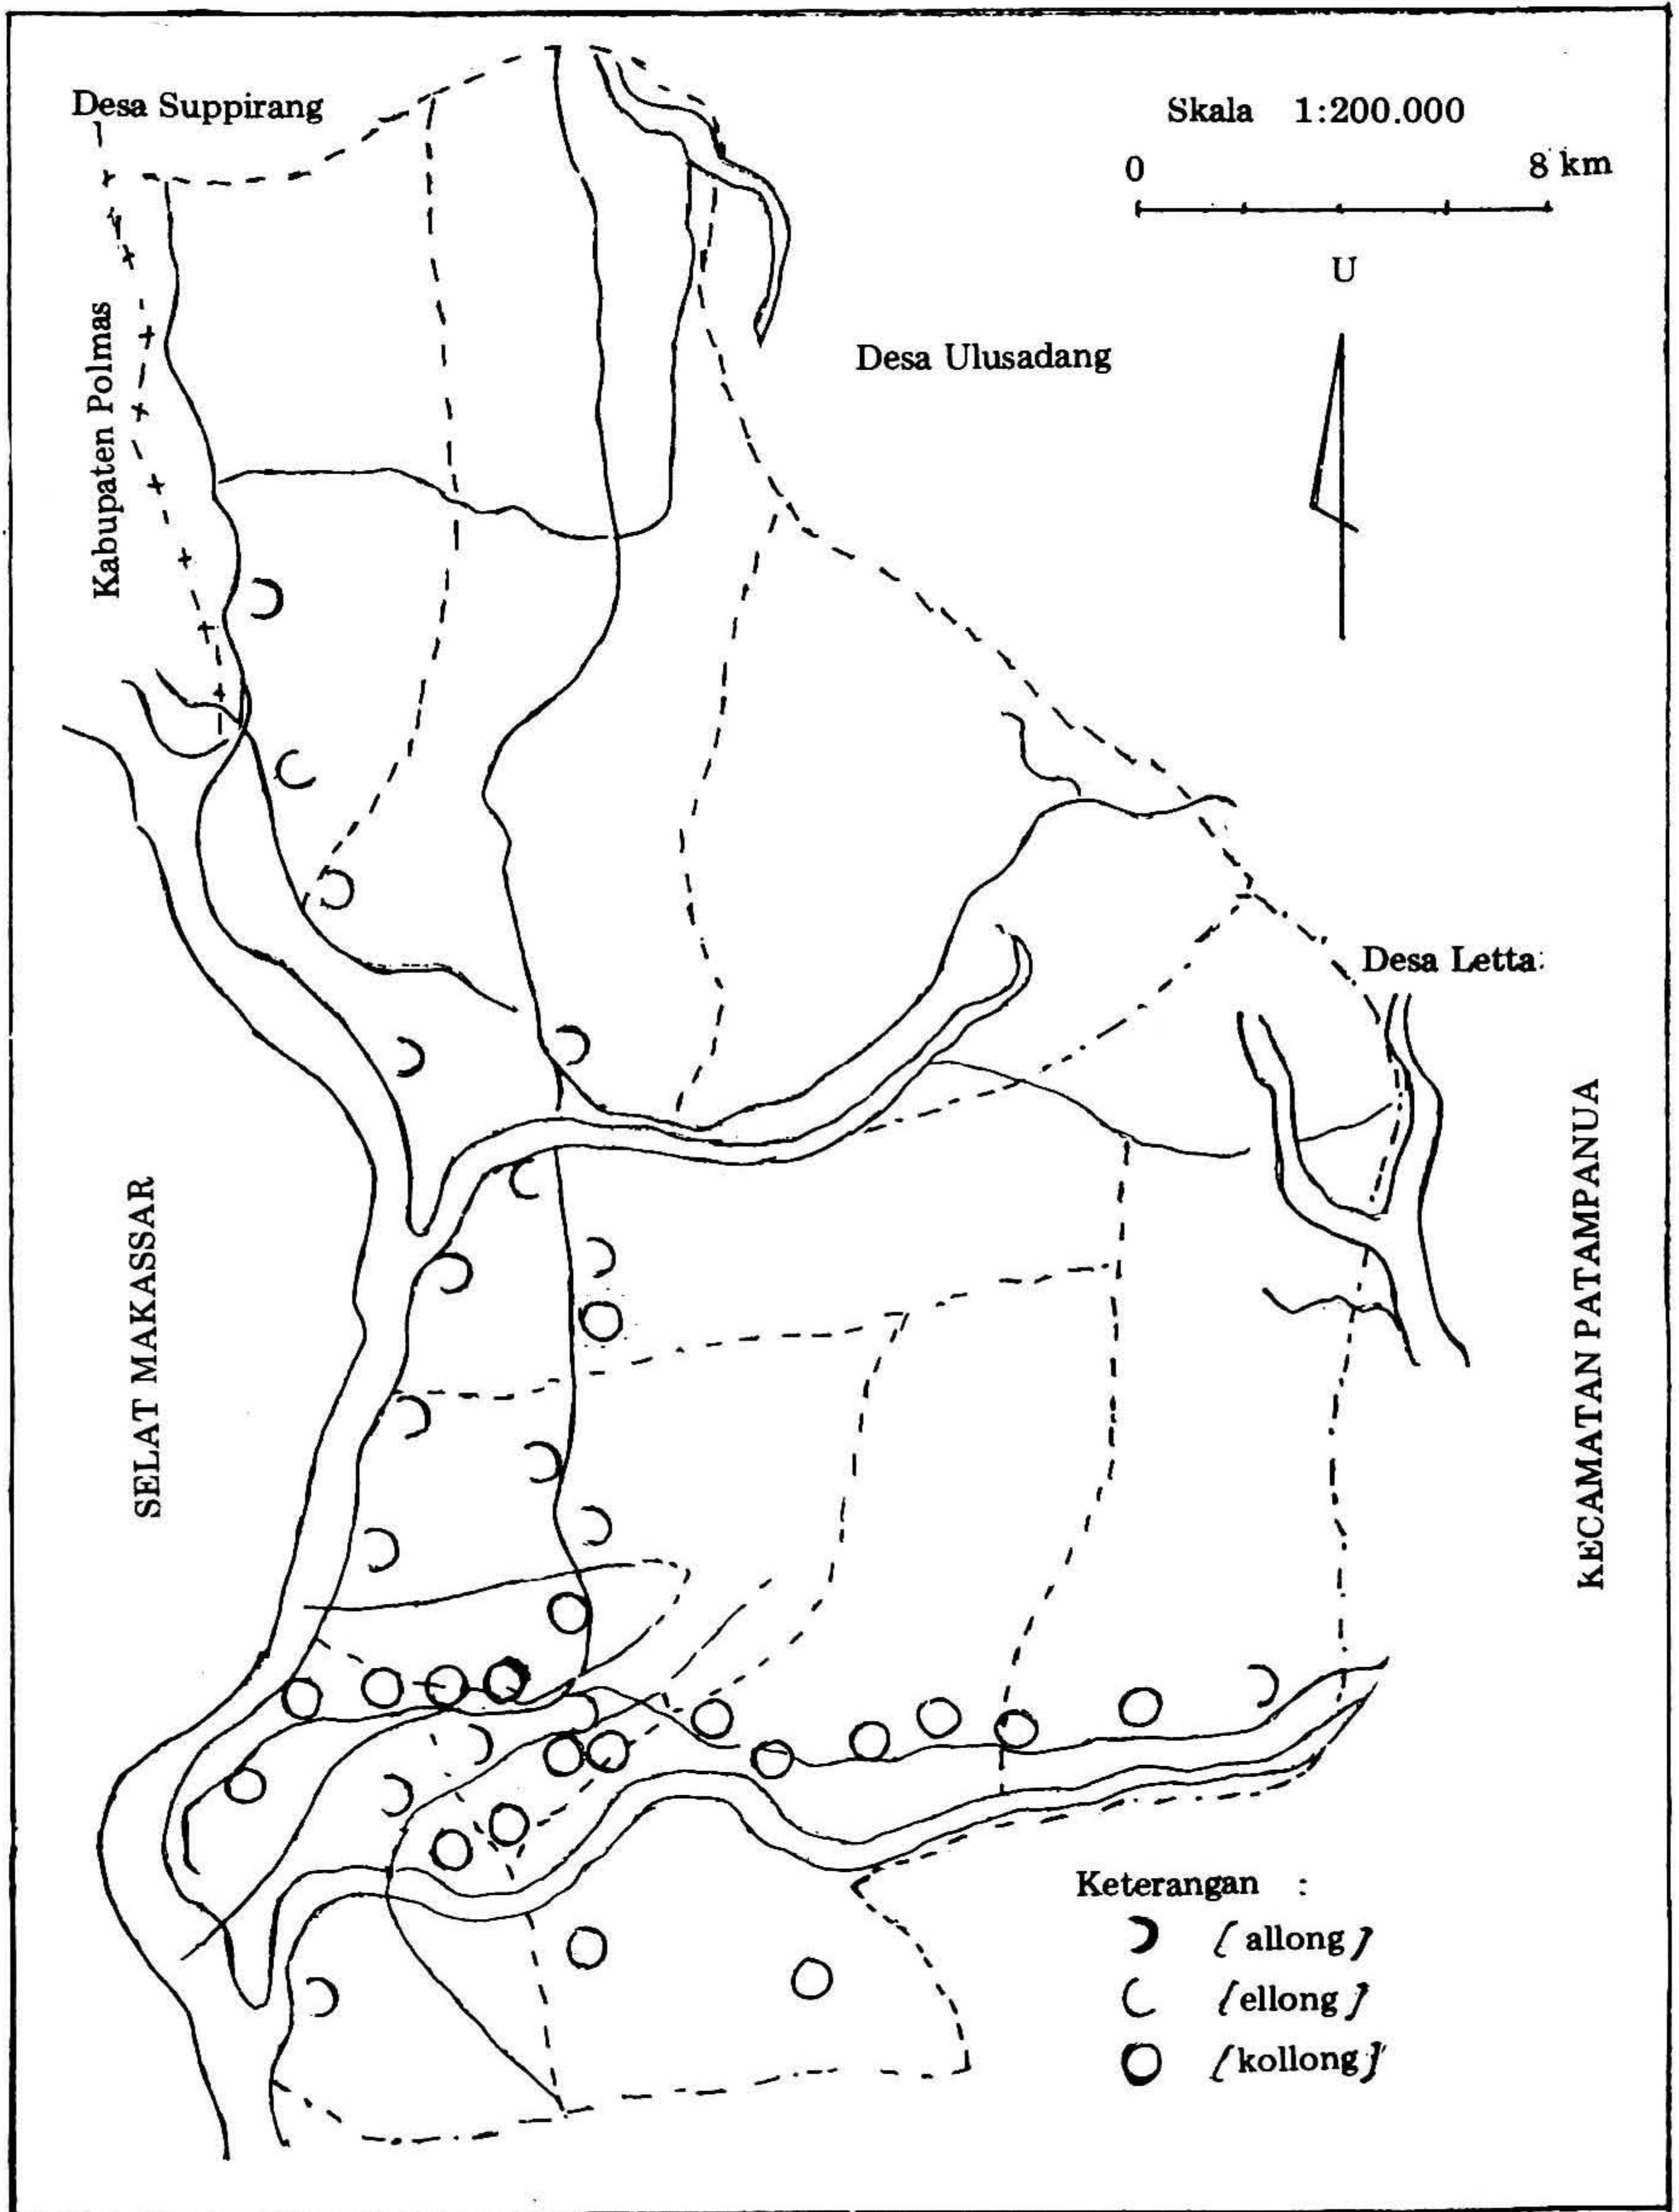 Desa Suppirang
Skala 1:200.000
0 8 km
U
Kabupaten Polmas
Desa Ulusadang
Desa Letta
SELAT MAKASSAR
KECAMATAN PATAMPANUA
Keterangan :
[allong]
[ellong]
[kollong]